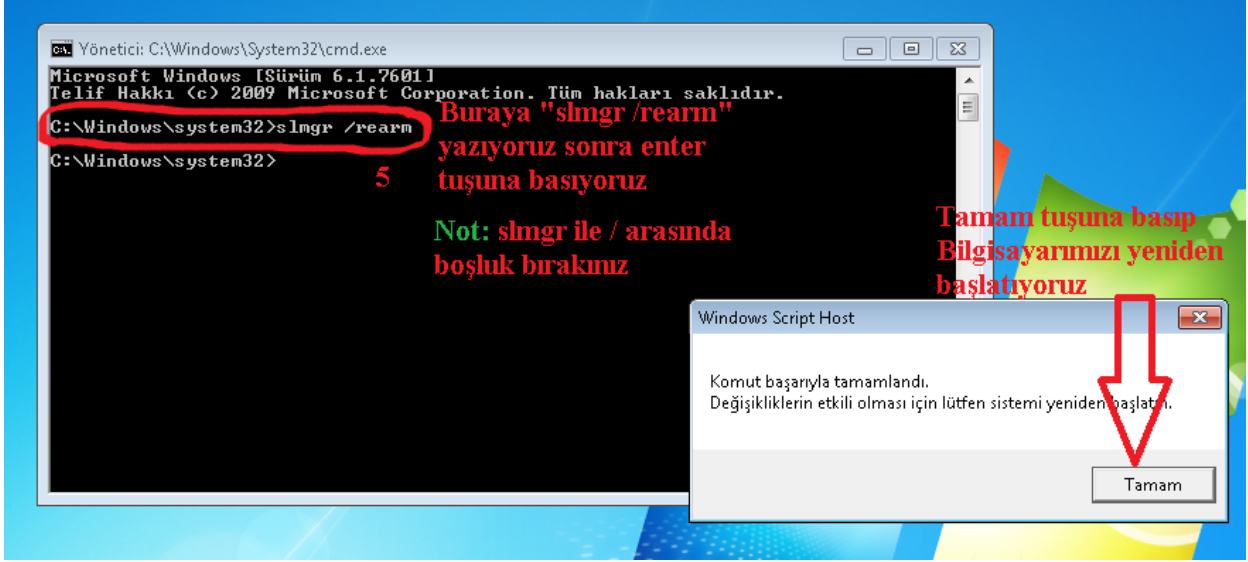 Yönetici: C:\Windows\System32\cmd.exe
Microsoft Windows [Sürüm 6.1.7601]
Telif Hakkı (c) 2009 Microsoft Corporation. Tüm hakları saklıdır.
C:\Windows\system32>slmgr /rearm
C:\Windows\system32>
5
Buraya "slmgr /rearm"
yazıyoruz sonra enter
tuşuna basıyoruz
Not: slmgr ile / arasında
boşluk bırakınız
Tamam tuşuna basıp
Bilgisayarımızı yeniden
başlatıyoruz
Windows Script Host
Komut başarıyla tamamlandı.
Değişikliklerin etkili olması için lütfen sistemi yeniden başlatın.
Tamam